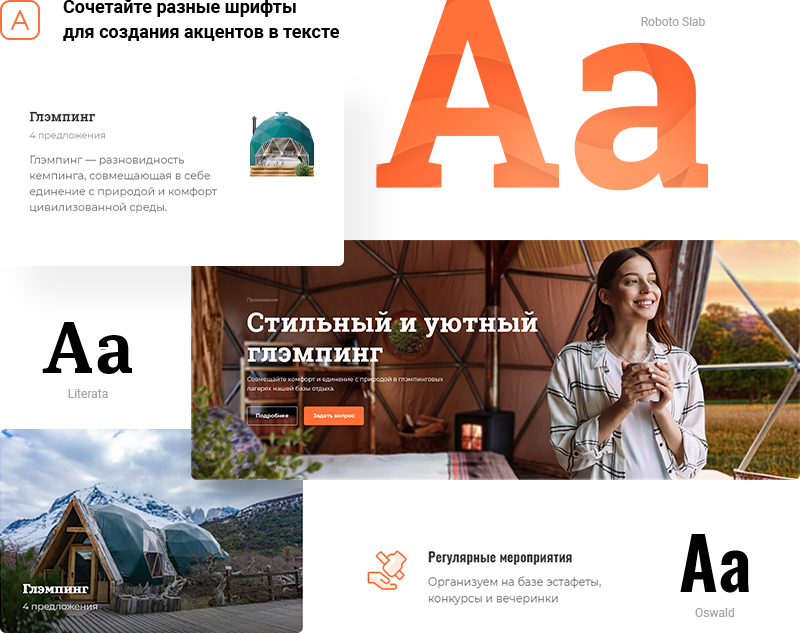 A
Сочетайте разные шрифты
для создания акцентов в тексте
Aa
Roboto Slab
Глэмпинг
4 предложения
Глэмпинг — разновидность
кемпинга, совмещающая в себе
единение с природой и комфорт
цивилизованной среды.
Проживание
Стильный и уютный
глэмпинг
Совмещайте комфорт и единение с природой в глэмпинговых
лагерях нашей базы отдыха.
Подробнее
Задать вопрос
Aa
Literata
Глэмпинг
4 предложения
Регулярные мероприятия
Организуем на базе эстафеты,
конкурсы и вечеринки
Aa
Oswald